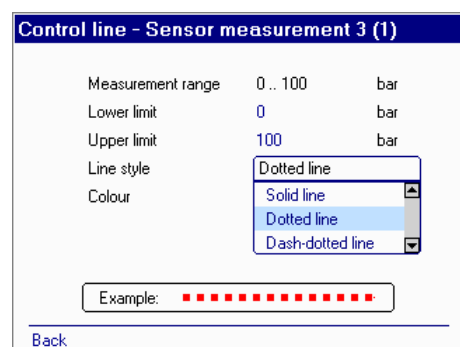 Control line - Sensor measurement 3 (1)
Measurement range 0 .. 100 bar
Lower limit 0 bar
Upper limit 100 bar
Line style Dotted line
Colour Solid line
Dotted line
Dash-dotted line
Example:
Back